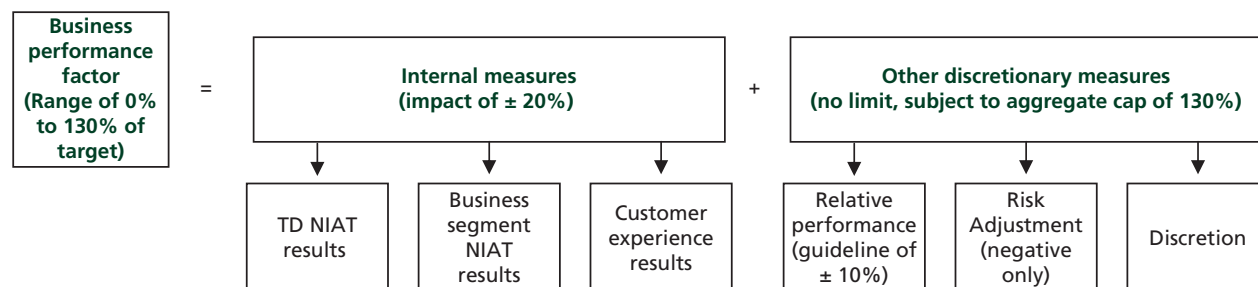 Business
performance
factor
(Range of 0%
to 130% of
target)
=
Internal measures
(impact of ± 20%)
+
Other discretionary measures
(no limit, subject to aggregate cap of 130%)
TD NIAT
results
Business
segment
NIAT
results
Customer
experience
results
Relative
performance
(guideline of
± 10%)
Risk
Adjustment
(negative
only)
Discretion